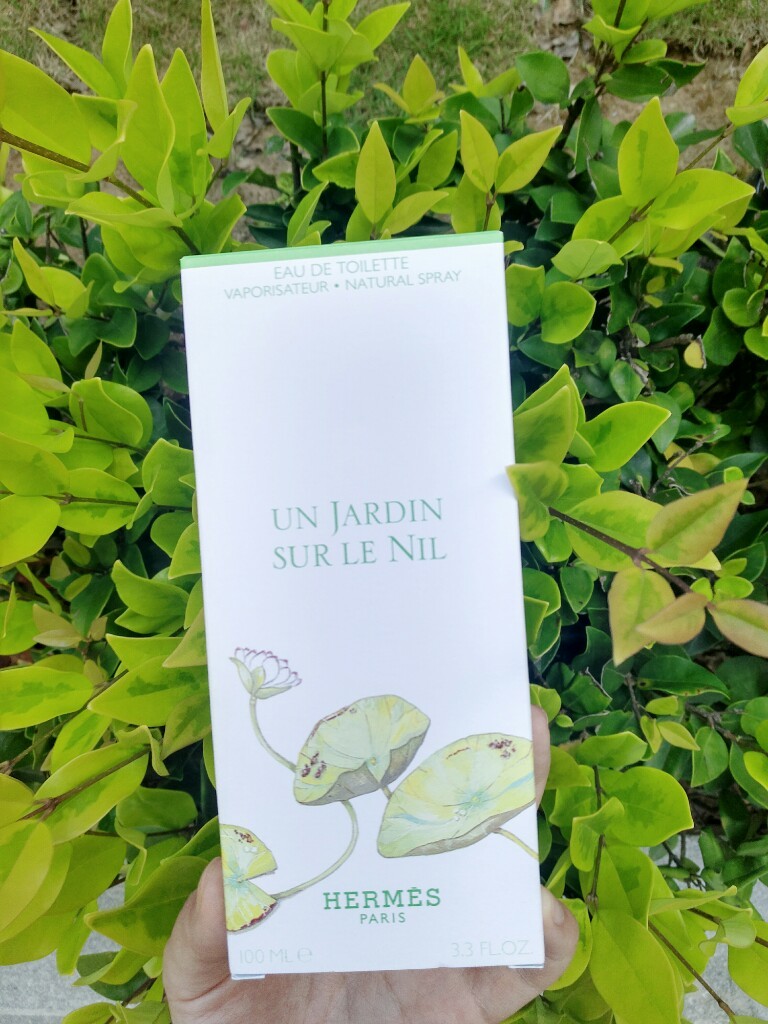 EAU DE TOILETTE
VAPORISATEUR • NATURAL SPRAY
UN JARDIN
SUR LE NIL
HERMÈS
PARIS
100 ML ℮ 3.3 FL.OZ.